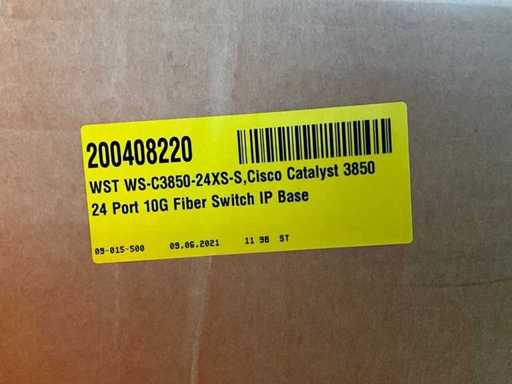 200408220
WST WS-C3850-24XS-S,Cisco Catalyst 3850
24 Port 10G Fiber Switch IP Base
09-015-500 09.06.2021 11 98 ST